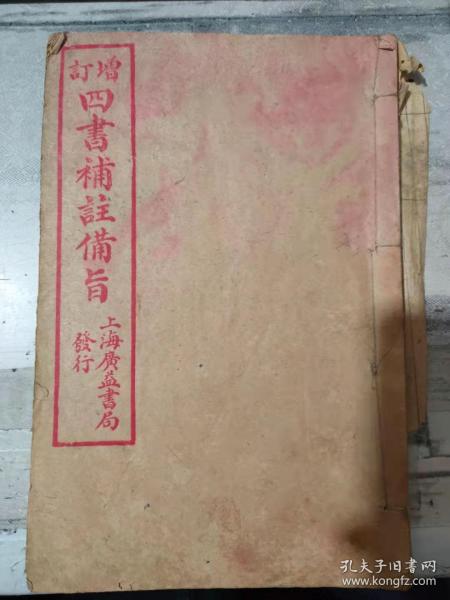 增訂
四書補註備旨
上海廣益書局
發行
孔夫子旧书网
www.kongfz.com